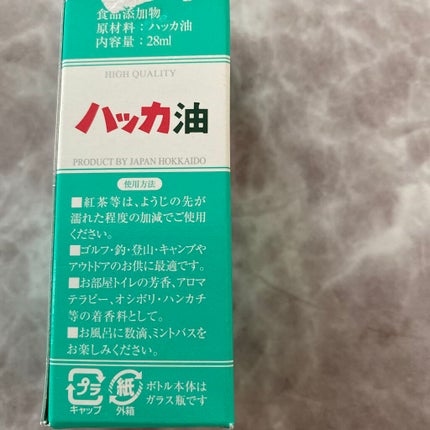 食品添加物
原材料：ハッカ油
内容量：28ml
HIGH QUALITY
ハッカ油
PRODUCT BY JAPAN HOKKAIDO
使用方法
■紅茶等は、ようじの先が
濡れた程度の加減でご使用
ください。
■ゴルフ・釣・登山・キャンプや
アウトドアのお供に最適です。
■お部屋トイレの芳香、アロマ
テラピー、オシボリ・ハンカチ
等の着香料として。
■お風呂に数滴、ミントバスを
お楽しみください。
プラ
キャップ
紙
外箱
ボトル本体は
ガラス瓶です